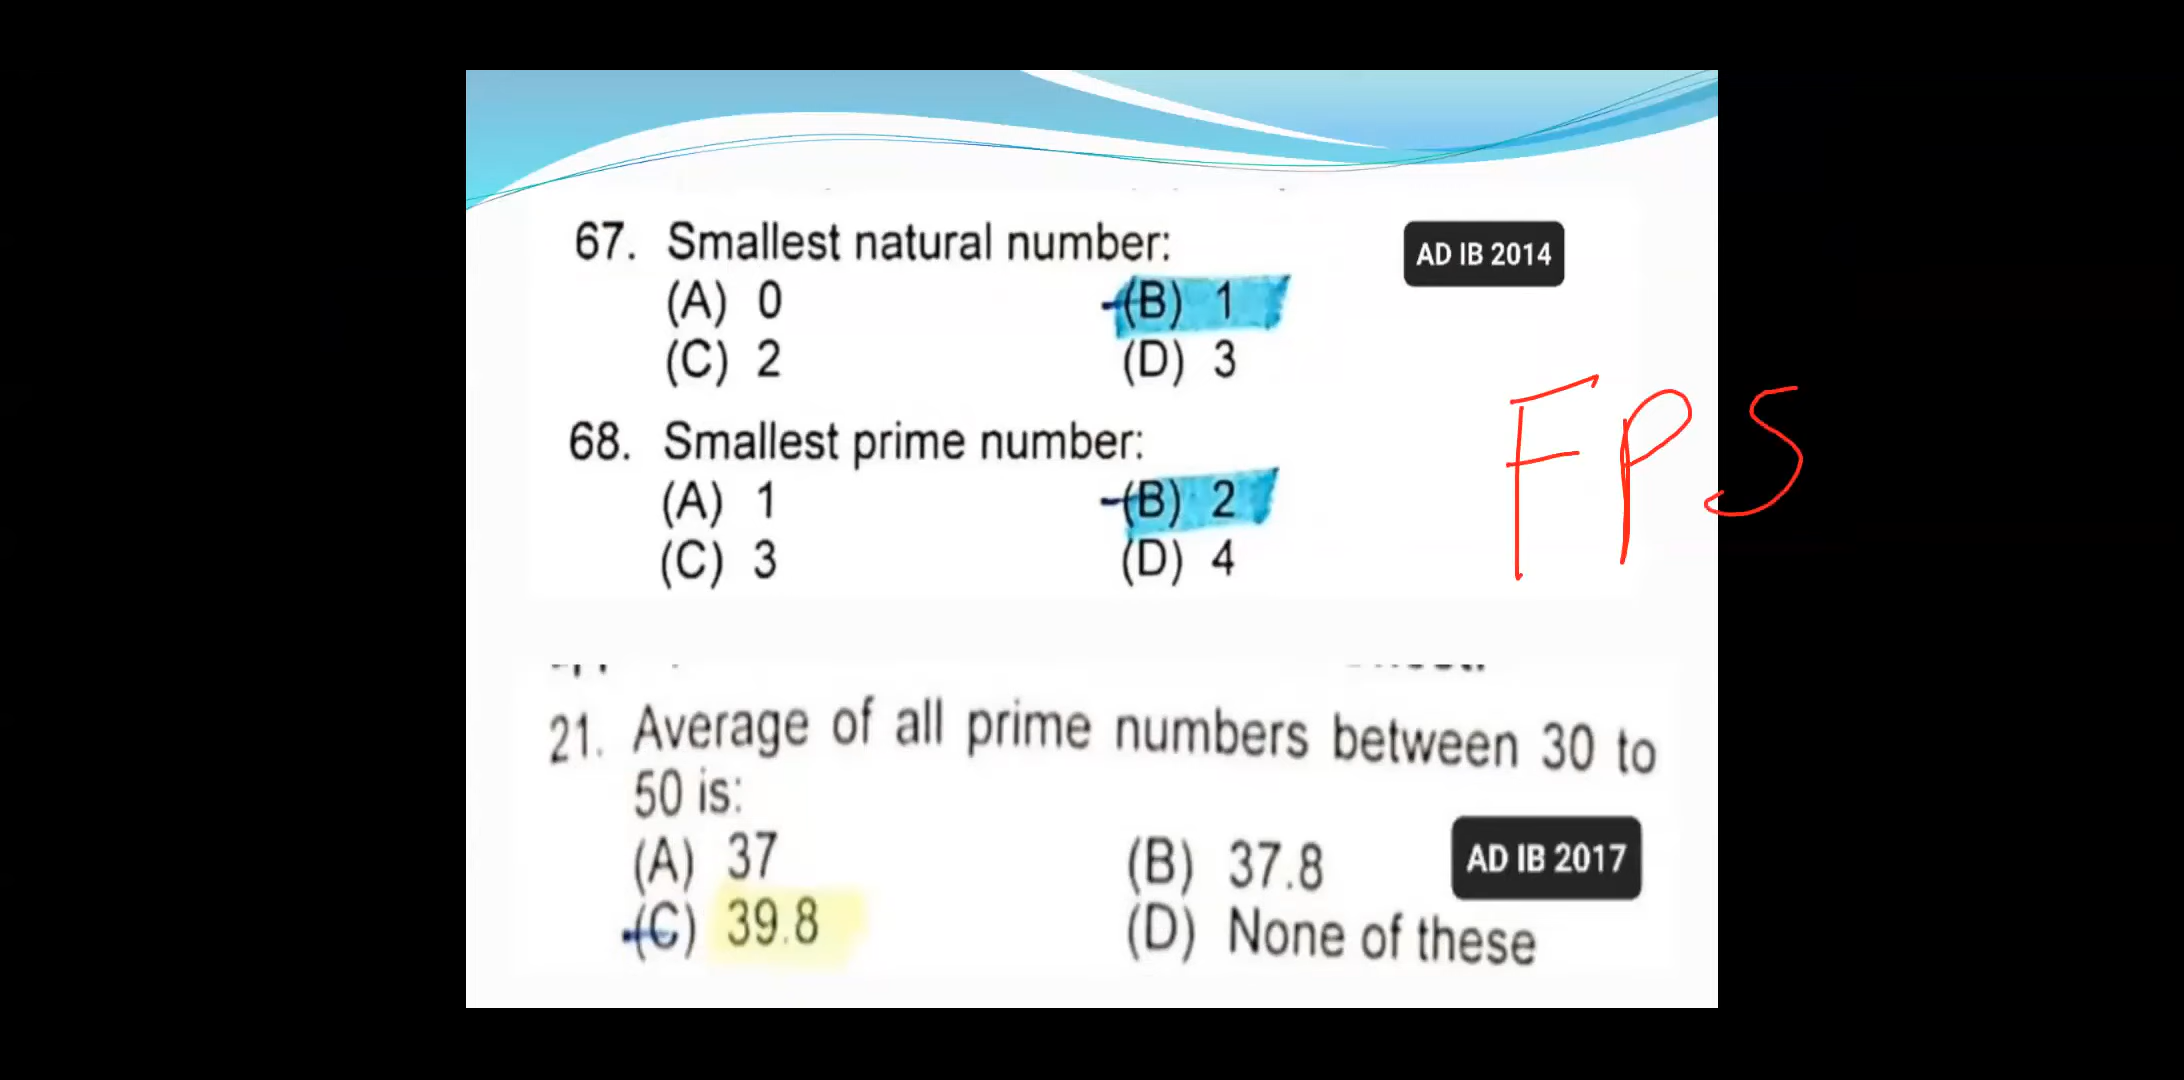 67. Smallest natural number:
AD IB 2014
(A) 0 (B) 1
(C) 2 (D) 3
68. Smallest prime number:
(A) 1 (B) 2
(C) 3 (D) 4
FPS
21. Average of all prime numbers between 30 to
50 is:
(A) 37 (B) 37.8
AD IB 2017
(C) 39.8 (D) None of these